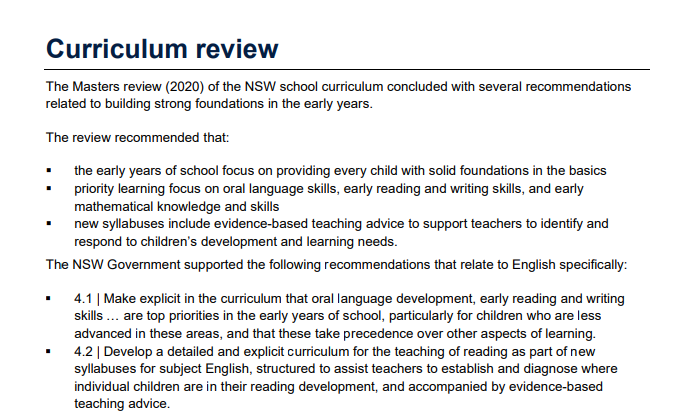 Curriculum review
The Masters review (2020) of the NSW school curriculum concluded with several recommendations
related to building strong foundations in the early years.
The review recommended that:
▪ the early years of school focus on providing every child with solid foundations in the basics
▪ priority learning focus on oral language skills, early reading and writing skills, and early
mathematical knowledge and skills
▪ new syllabuses include evidence-based teaching advice to support teachers to identify and
respond to children's development and learning needs.
The NSW Government supported the following recommendations that relate to English specifically:
▪ 4.1 | Make explicit in the curriculum that oral language development, early reading and writing
skills … are top priorities in the early years of school, particularly for children who are less
advanced in these areas, and that these take precedence over other aspects of learning.
▪ 4.2 | Develop a detailed and explicit curriculum for the teaching of reading as part of new
syllabuses for subject English, structured to assist teachers to establish and diagnose where
individual children are in their reading development, and accompanied by evidence-based
teaching advice.